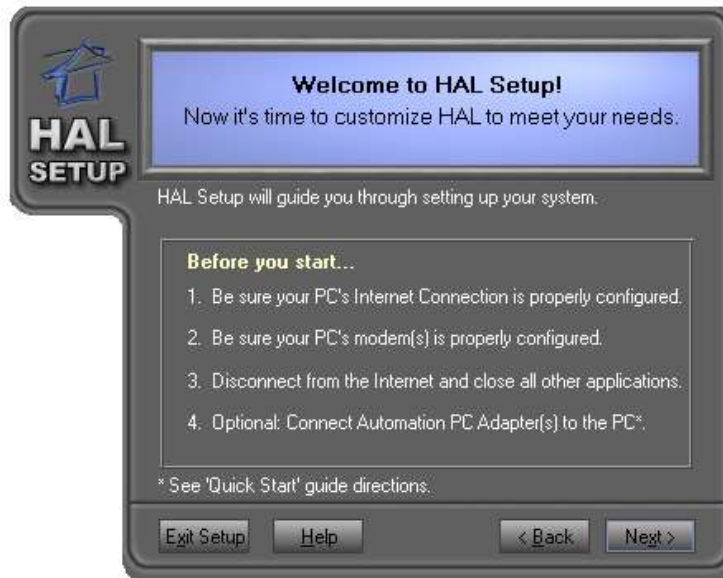 HAL
SETUP
Welcome to HAL Setup!
Now it's time to customize HAL to meet your needs.
HAL Setup will guide you through setting up your system.
Before you start...
1. Be sure your PC's Internet Connection is properly configured.
2. Be sure your PC's modem(s) is properly configured.
3. Disconnect from the Internet and close all other applications.
4. Optional: Connect Automation PC Adapter(s) to the PC*.
* See 'Quick Start' guide directions.
Exit Setup
Help
< Back
Next >